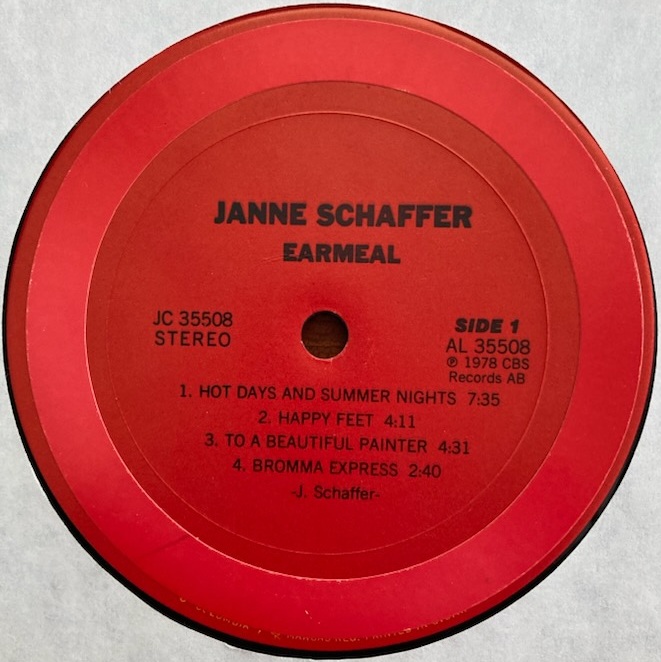 JANNE SCHAFFER
EARMEAL
JC 35508
STEREO
SIDE 1
AL 35508
℗ 1978 CBS
Records AB
1. HOT DAYS AND SUMMER NIGHTS 7:35
2. HAPPY FEET 4:11
3. TO A BEAUTIFUL PAINTER 4:31
4. BROMMA EXPRESS 2:40
-J. Schaffer-